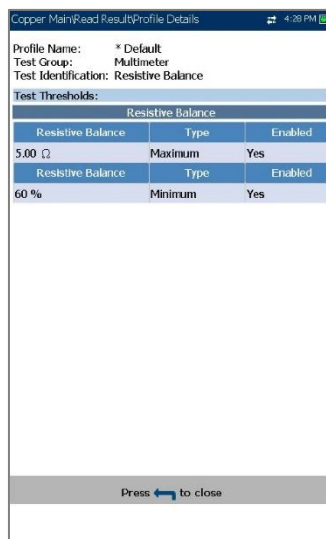 Copper Main\Read Result\Profile Details 4:28 PM
Profile Name: * Default
Test Group: Multimeter
Test Identification: Resistive Balance
Test Thresholds:
Resistive Balance
Resistive Balance Type Enabled
5.00 Ω Maximum Yes
Resistive Balance Type Enabled
60 % Minimum Yes
Press to close